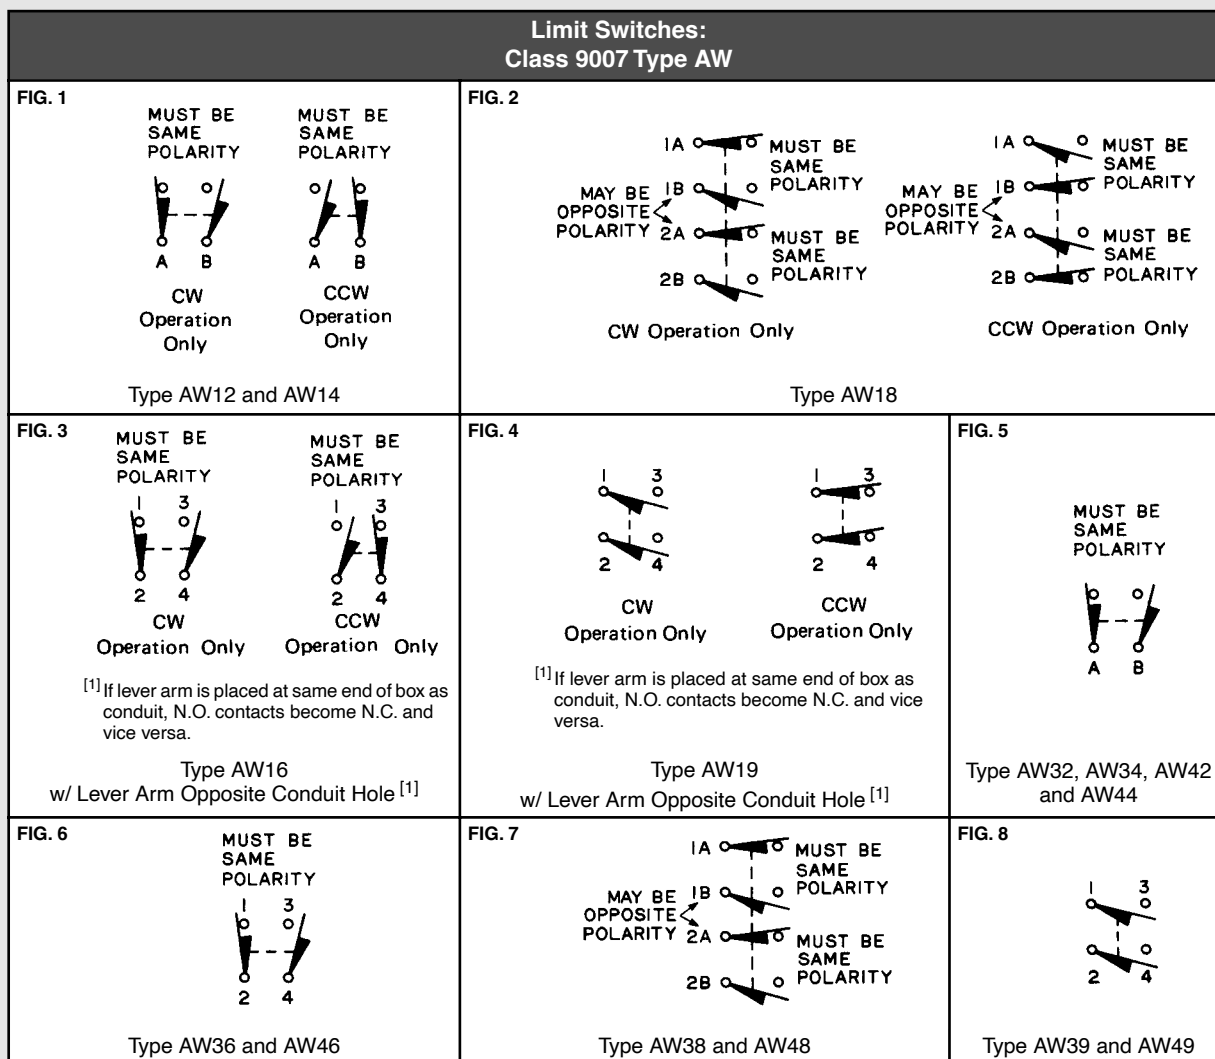 Limit Switches:
Class 9007 Type AW
FIG. 1
MUST BE
SAME
POLARITY
A B
CW
Operation
Only
MUST BE
SAME
POLARITY
A B
CCW
Operation
Only
Type AW12 and AW14
FIG. 2
1A
1B
2A
2B
MAY BE
OPPOSITE
POLARITY
MUST BE
SAME
POLARITY
MUST BE
SAME
POLARITY
CW Operation Only
1A
1B
2A
2B
MAY BE
OPPOSITE
POLARITY
MUST BE
SAME
POLARITY
MUST BE
SAME
POLARITY
CCW Operation Only
Type AW18
FIG. 3
MUST BE
SAME
POLARITY
1 3
2 4
CW
Operation Only
MUST BE
SAME
POLARITY
1 3
2 4
CCW
Operation Only
[1] If lever arm is placed at same end of box as
conduit, N.O. contacts become N.C. and
vice versa.
Type AW16
w/ Lever Arm Opposite Conduit Hole [1]
FIG. 4
1 3
2 4
CW
Operation Only
1 3
2 4
CCW
Operation Only
[1] If lever arm is placed at same end of box as
conduit, N.O. contacts become N.C. and vice
versa.
Type AW19
w/ Lever Arm Opposite Conduit Hole [1]
FIG. 5
MUST BE
SAME
POLARITY
A B
Type AW32, AW34, AW42
and AW44
FIG. 6
MUST BE
SAME
POLARITY
1 3
2 4
Type AW36 and AW46
FIG. 7
1A
1B
2A
2B
MAY BE
OPPOSITE
POLARITY
MUST BE
SAME
POLARITY
MUST BE
SAME
POLARITY
Type AW38 and AW48
FIG. 8
1 3
2 4
Type AW39 and AW49